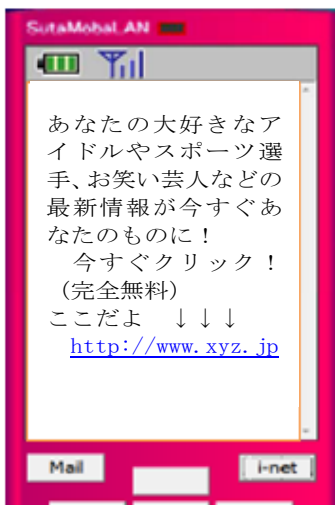 SutaMobaLAN
あなたの大好きなア
イドルやスポーツ選
手、お笑い芸人などの
最新情報が今すぐあ
なたのものに！
今すぐクリック！
（完全無料）
ここだよ　↓↓↓
http://www.xyz.jp
Mail
i-net